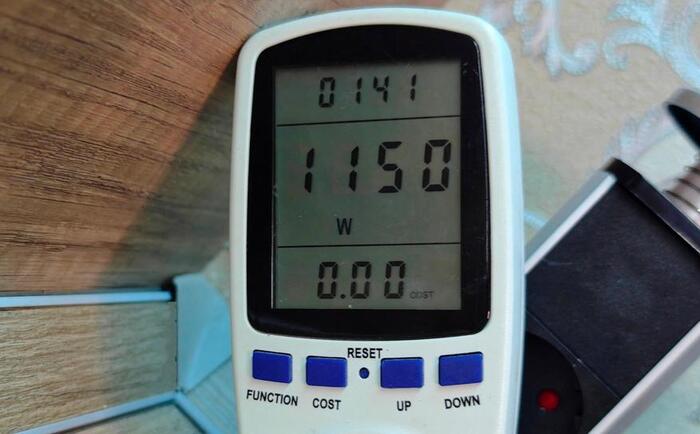 0141
1150
W
0.00 COST
RESET
FUNCTION COST UP DOWN